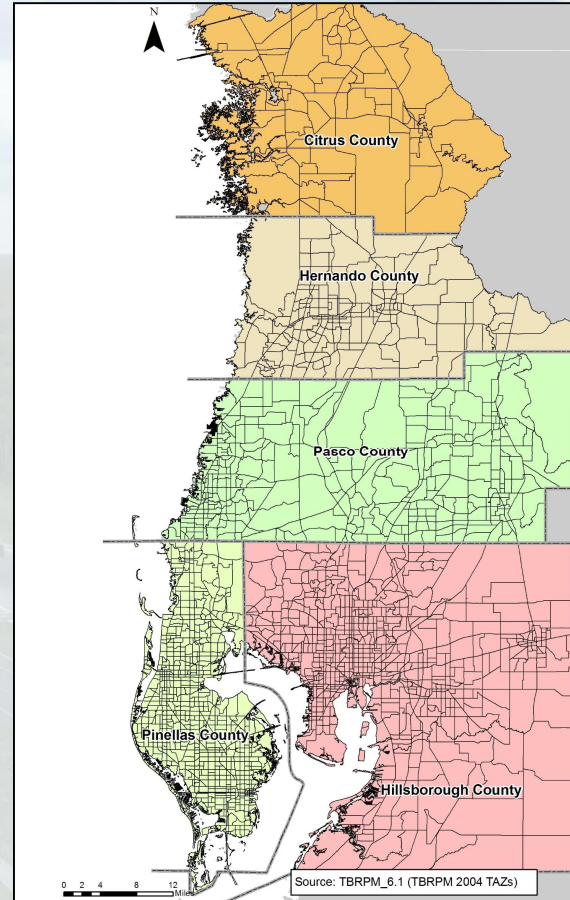 N
Citrus County
Hernando County
Pasco County
Pinellas County
Hillsborough County
Source: TBRPM_6.1 (TBRPM 2004 TAZs)
0 2 4 8 12
Miles